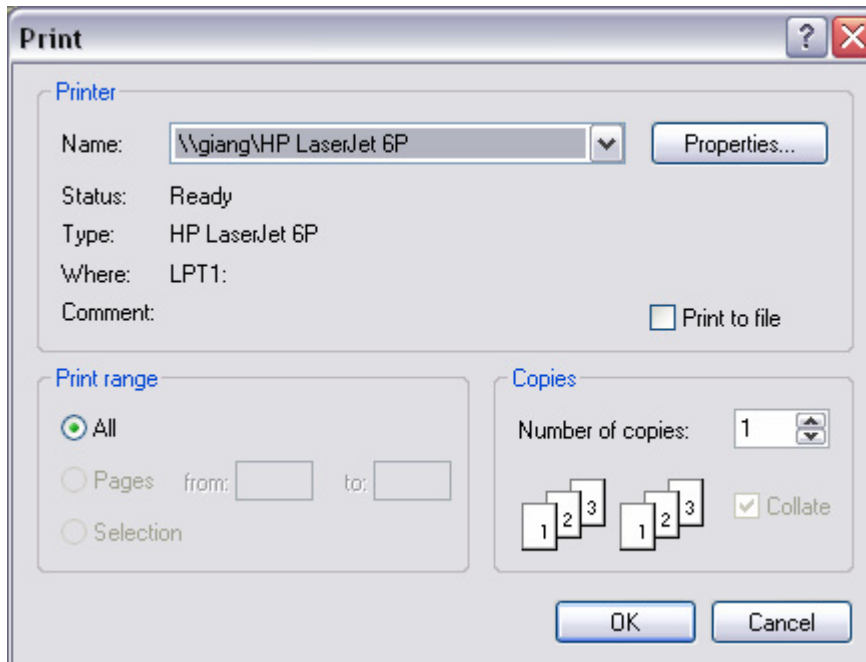 Print
Printer
Name: \\giang\HP LaserJet 6P Properties...
Status: Ready
Type: HP LaserJet 6P
Where: LPT1:
Comment: Print to file
Print range Copies
All Number of copies: 1
Pages from: to:
1 2 3 1 2 3 Collate
Selection
OK Cancel